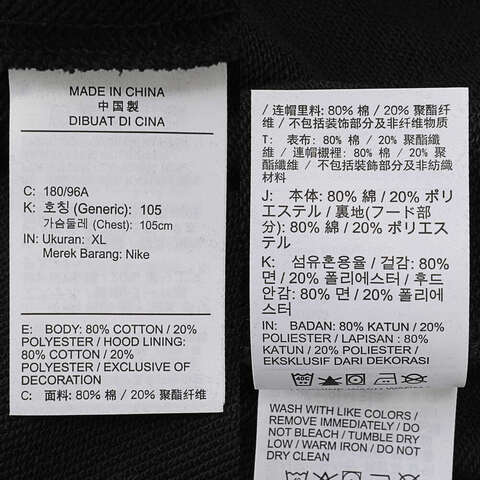 MADE IN CHINA
中国製
DIBUAT DI CINA
C: 180/96A
K: 호칭 (Generic): 105
가슴둘레 (Chest): 105cm
IN: Ukuran: XL
Merek Barang: Nike
E: BODY: 80% COTTON / 20%
POLYESTER / HOOD LINING:
80% COTTON / 20%
POLYESTER / EXCLUSIVE OF
DECORATION
C: 面料: 80% 棉 / 20% 聚酯纤维
/ 连帽里料: 80% 棉 / 20% 聚酯纤
维 / 不包括装饰部分及非纤维物质
T: 表布: 80% 棉 / 20% 聚酯纖
維 / 連帽襯裡: 80% 棉 / 20% 聚
酯纖維 / 不包括裝飾部分及非紡織
材料
J: 本体: 80% 綿 / 20% ポリ
エステル / 裏地(フード部
分): 80% 綿 / 20% ポリエス
テル
K: 섬유혼용율 / 겉감: 80%
면 / 20% 폴리에스터 / 후드
안감: 80% 면 / 20% 폴리에
스터
IN: BADAN: 80% KATUN / 20%
POLIESTER / LAPISAN : 80%
KATUN / 20% POLIESTER /
EKSKLUSIF DARI DEKORASI
WASH WITH LIKE COLORS /
REMOVE IMMEDIATELY / DO
NOT BLEACH / TUMBLE DRY
LOW / WARM IRON / DO NOT
DRY CLEAN